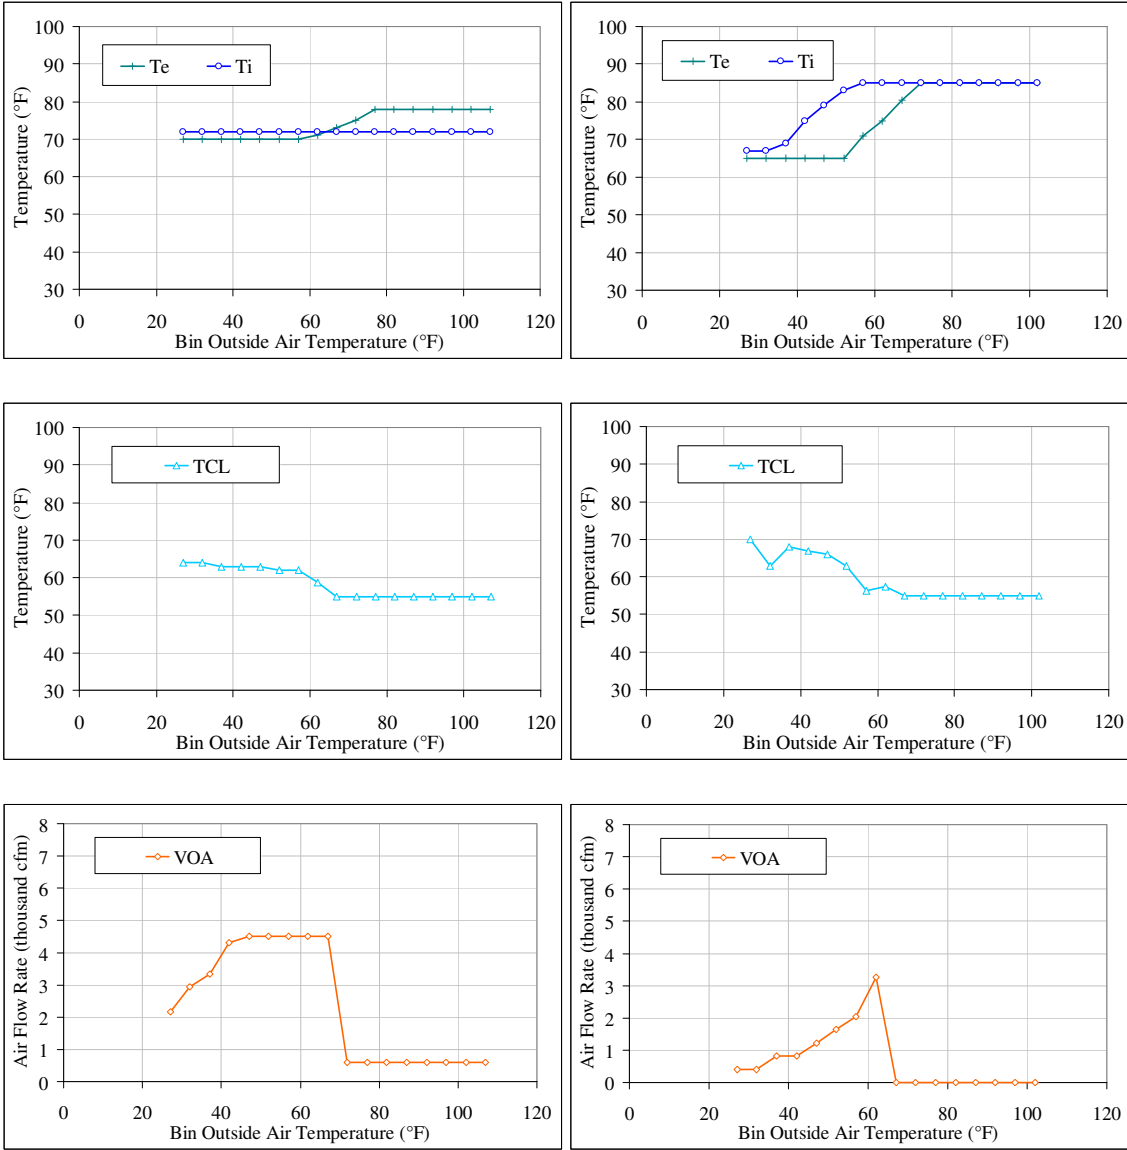 100
90
80
70
60
50
40
30
0 20 40 60 80 100 120
Temperature (°F)
Bin Outside Air Temperature (°F)
Te Ti
100
90
80
70
60
50
40
30
0 20 40 60 80 100 120
Temperature (°F)
Bin Outside Air Temperature (°F)
Te Ti
100
90
80
70
60
50
40
30
0 20 40 60 80 100 120
Temperature (°F)
Bin Outside Air Temperature (°F)
TCL
100
90
80
70
60
50
40
30
0 20 40 60 80 100 120
Temperature (°F)
Bin Outside Air Temperature (°F)
TCL
8
7
6
5
4
3
2
1
0
0 20 40 60 80 100 120
Air Flow Rate (thousand cfm)
Bin Outside Air Temperature (°F)
VOA
8
7
6
5
4
3
2
1
0
0 20 40 60 80 100 120
Air Flow Rate (thousand cfm)
Bin Outside Air Temperature (°F)
VOA